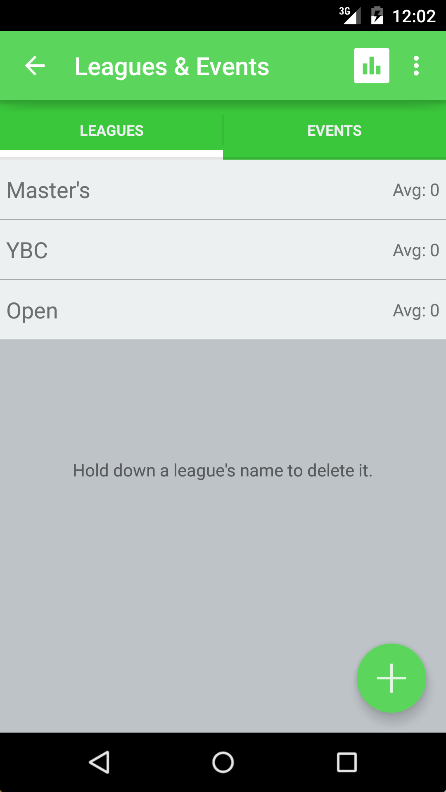 3G 12:02
Leagues & Events
LEAGUES EVENTS
Master's Avg: 0
YBC Avg: 0
Open Avg: 0
Hold down a league's name to delete it.